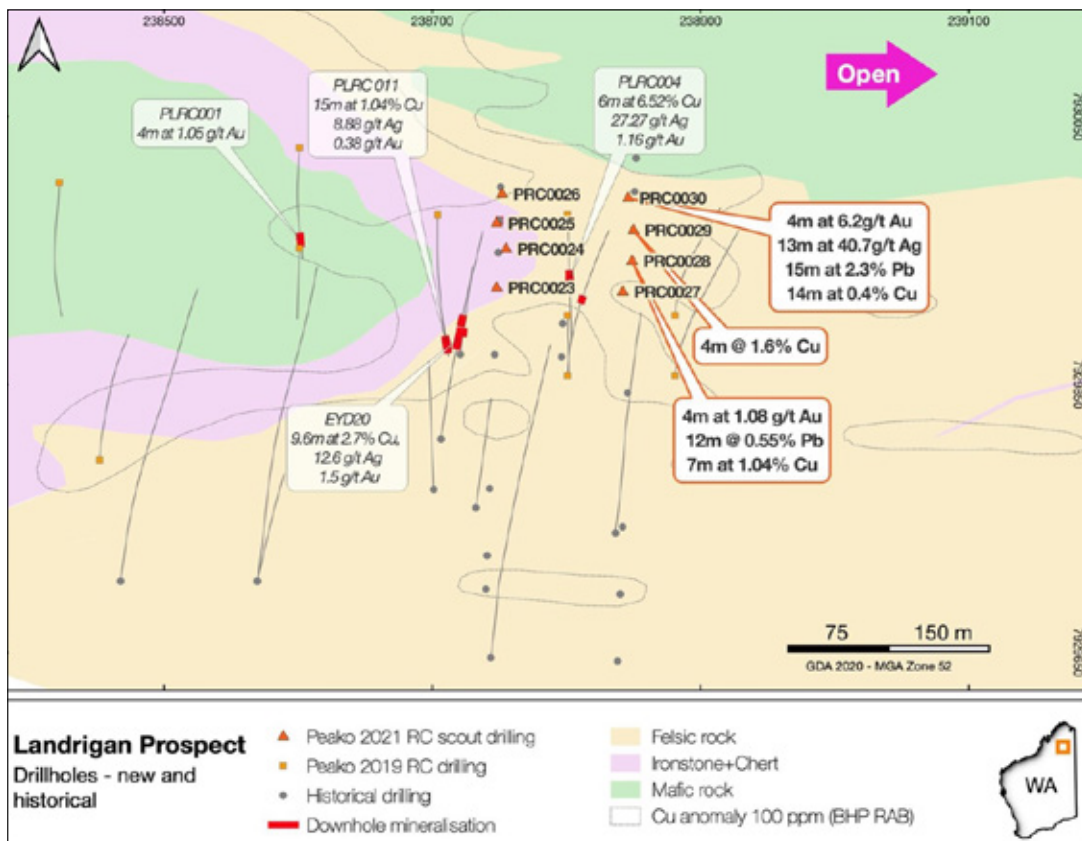 238500
238700
238900
239100
Open
7930050
7929850
7929650
PLRC001
4m at 1.05 g/t Au
PLRC 011
15m at 1.04% Cu
8.88 g/t Ag
0.38 g/t Au
PLRC004
6m at 6.52% Cu
27.27 g/t Ag
1.16 g/t Au
PRC0026
PRC0025
PRC0024
PRC0023
PRC0030
PRC0029
PRC0028
PRC0027
4m at 6.2g/t Au
13m at 40.7g/t Ag
15m at 2.3% Pb
14m at 0.4% Cu
4m @ 1.6% Cu
4m at 1.08 g/t Au
12m @ 0.55% Pb
7m at 1.04% Cu
EYD20
9.6m at 2.7% Cu,
12.6 g/t Ag
1.5 g/t Au
75 150 m
GDA 2020 - MGA Zone 52
Landrigan Prospect
Drillholes - new and
historical
Peako 2021 RC scout drilling
Peako 2019 RC drilling
Historical drilling
Downhole mineralisation
Felsic rock
Ironstone+Chert
Mafic rock
Cu anomaly 100 ppm (BHP RAB)
WA